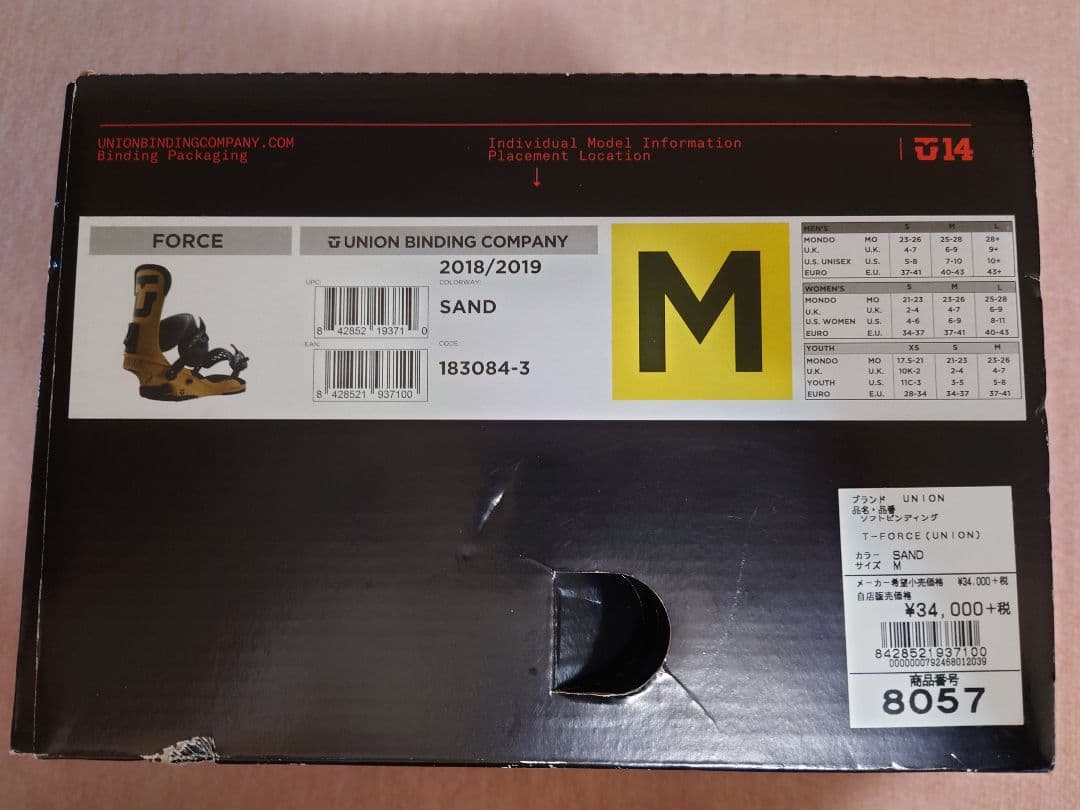 UNIONBINDINGCOMPANY.COM
Binding Packaging
Individual Model Information
Placement Location
↓
14
FORCE
UNION BINDING COMPANY
2018/2019
UPC:
COLORWAY:
SAND
8 42852 19371 0
EAN:
CODE:
183084-3
8 428521 937100
M
MEN'S S M L
MONDO MO 23-26 25-28 28+
U.K. U.K. 4-7 6-9 9+
U.S. UNISEX U.S. 5-8 7-10 10+
EURO E.U. 37-41 40-43 43+
WOMEN'S S M L
MONDO MO 21-23 23-26 25-28
U.K. U.K. 2-4 4-7 6-9
U.S. WOMEN U.S. 4-6 6-9 8-11
EURO E.U. 34-37 37-41 40-43
YOUTH XS S M
MONDO MO 17.5-21 21-23 23-26
U.K. U.K. 10K-2 2-4 4-7
YOUTH U.S. 11C-3 3-5 5-8
EURO E.U. 28-34 34-37 37-41
ブランド UNION
品名・品番
ソフトビンディング
T-FORCE(UNION)
カラー SAND
サイズ M
メーカー希望小売価格 ¥34,000+税
自店販売価格
¥34,000+税
8428521937100
0000000792468012039
商品番号
8057